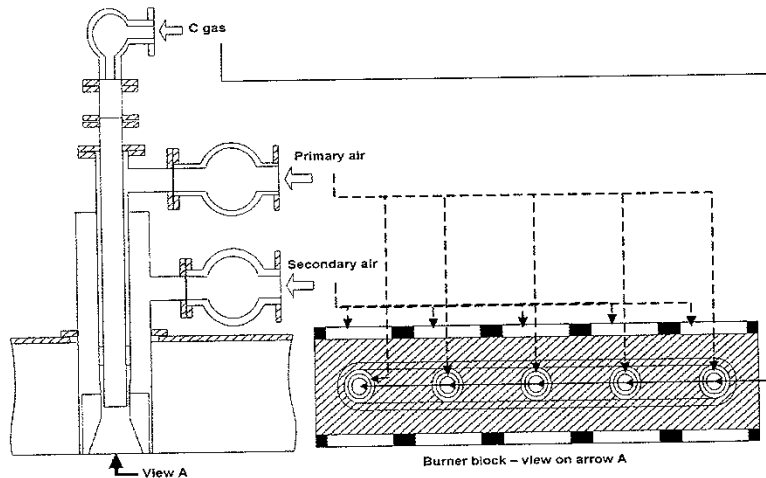 C gas
Primary air
Secondary air
View A
Burner block – view on arrow A